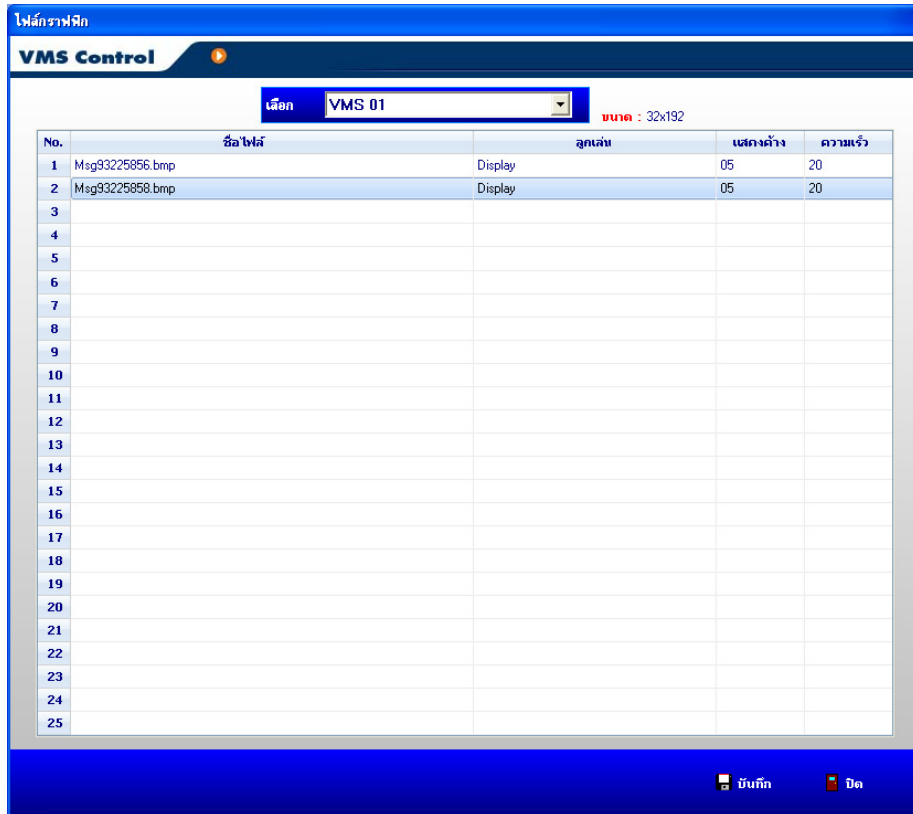 ไฟล์กราฟฟิก
VMS Control
เลือก VMS 01
ขนาด : 32x192
No. ชื่อไฟล์ ลูกเล่น แสดงค้าง ความเร็ว
1 Msg93225856.bmp Display 05 20
2 Msg93225858.bmp Display 05 20
3
4
5
6
7
8
9
10
11
12
13
14
15
16
17
18
19
20
21
22
23
24
25
บันทึก ปิด